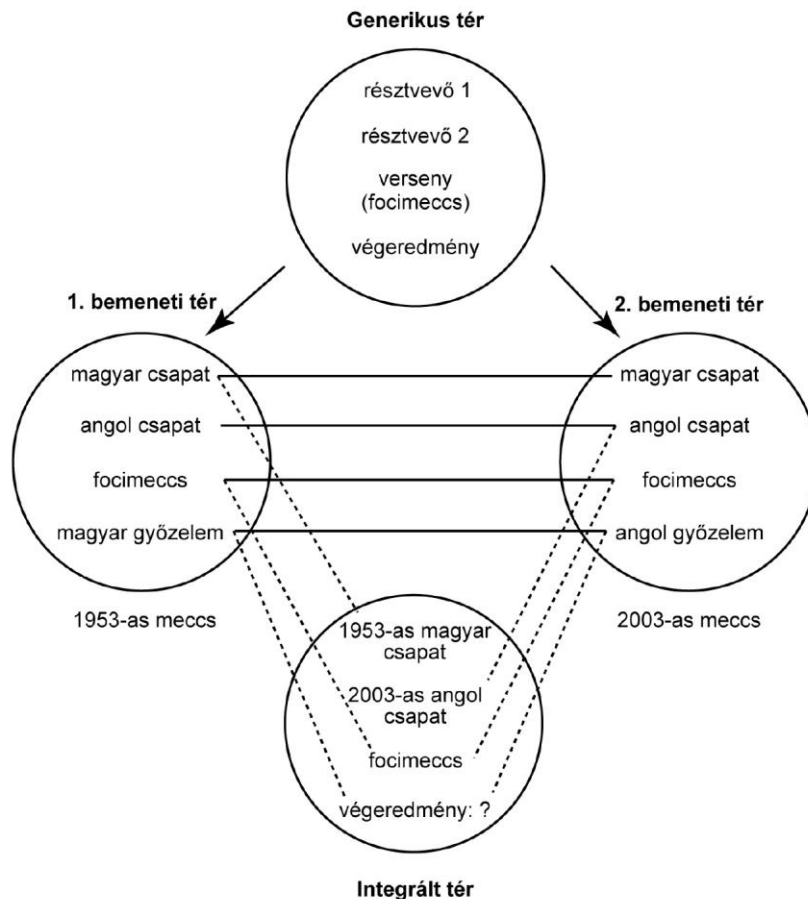 Generikus tér
résztvevő 1
résztvevő 2
verseny
(focimeccs)
végeredmény
1. bemeneti tér
2. bemeneti tér
magyar csapat
angol csapat
focimeccs
magyar győzelem
1953-as meccs
magyar csapat
angol csapat
focimeccs
angol győzelem
2003-as meccs
1953-as magyar
csapat
2003-as angol
csapat
focimeccs
végeredmény: ?
Integrált tér